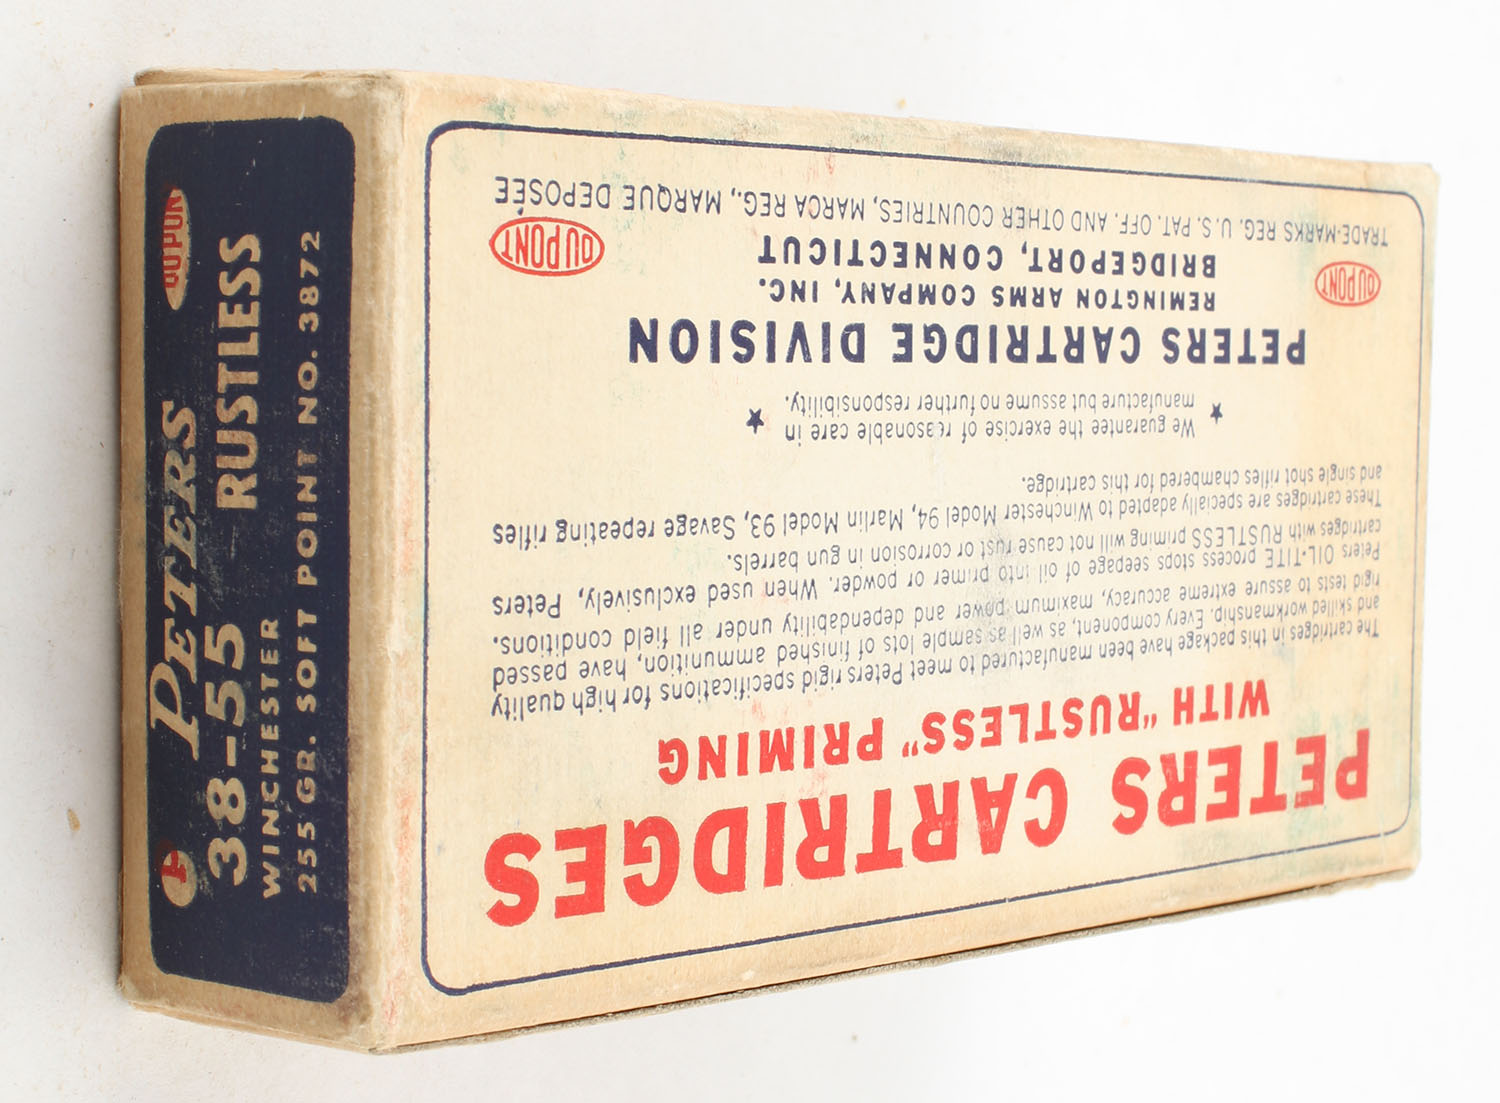 PETERS CARTRIDGES
WITH "RUSTLESS" PRIMING
The cartridges in this package have been manufactured to meet Peters rigid specifications for high quality
and skilled workmanship. Every component, as well as sample lots of finished ammunition, have passed
rigid tests to assure extreme accuracy, maximum power and dependability under all field conditions.
Peters OIL-TITE process stops seepage of oil into primer or powder. When used exclusively, Peters
cartridges with RUSTLESS priming will not cause rust or corrosion in gun barrels.
These cartridges are specially adapted to Winchester Model 94, Marlin Model 93, Savage repeating rifles
and single shot rifles chambered for this cartridge.
We guarantee the exercise of reasonable care in
manufacture but assume no further responsibility.
PETERS CARTRIDGE DIVISION
REMINGTON ARMS COMPANY, INC.
BRIDGEPORT, CONNECTICUT
DU PONT
DU PONT
TRADE-MARKS REG. U.S. PAT. OFF. AND OTHER COUNTRIES, MARCA REG., MARQUE DEPOSÉE
P PETERS DU PONT
38-55 RUSTLESS
WINCHESTER
255 GR. SOFT POINT NO. 3872